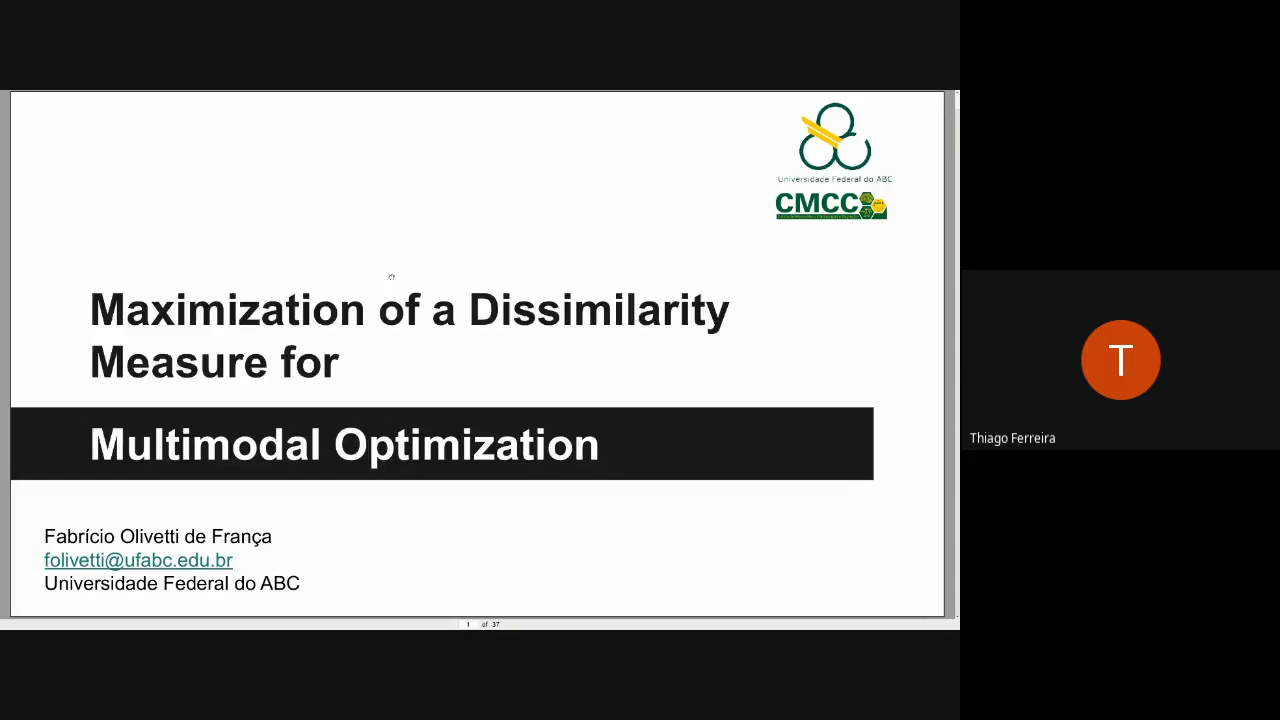 Universidade Federal do ABC
CMCC
Maximization of a Dissimilarity
Measure for
Multimodal Optimization
Fabrício Olivetti de França
folivetti@ufabc.edu.br
Universidade Federal do ABC
1 of 37
T
Thiago Ferreira